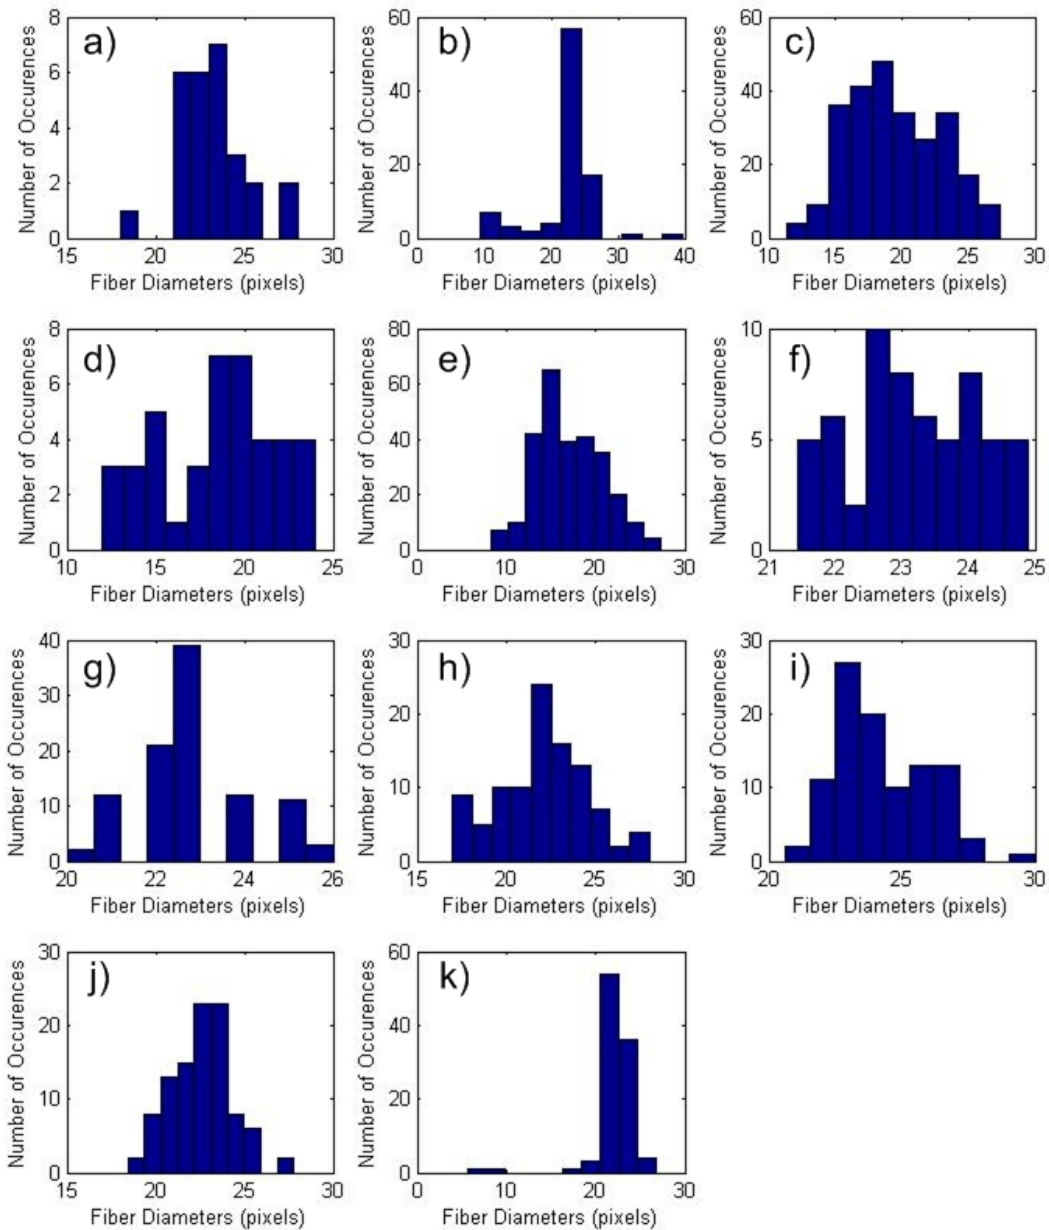 a)
Number of Occurences
8
6
4
2
0
15 20 25 30
Fiber Diameters (pixels)
b)
Number of Occurences
60
40
20
0
0 10 20 30 40
Fiber Diameters (pixels)
c)
Number of Occurences
60
40
20
0
10 15 20 25 30
Fiber Diameters (pixels)
d)
Number of Occurences
8
6
4
2
0
10 15 20 25
Fiber Diameters (pixels)
e)
Number of Occurences
80
60
40
20
0
0 10 20 30
Fiber Diameters (pixels)
f)
Number of Occurences
10
5
0
21 22 23 24 25
Fiber Diameters (pixels)
g)
Number of Occurences
40
30
20
10
0
20 22 24 26
Fiber Diameters (pixels)
h)
Number of Occurences
30
20
10
0
15 20 25 30
Fiber Diameters (pixels)
i)
Number of Occurences
30
20
10
0
20 25 30
Fiber Diameters (pixels)
j)
Number of Occurences
30
20
10
0
15 20 25 30
Fiber Diameters (pixels)
k)
Number of Occurences
60
40
20
0
0 10 20 30
Fiber Diameters (pixels)